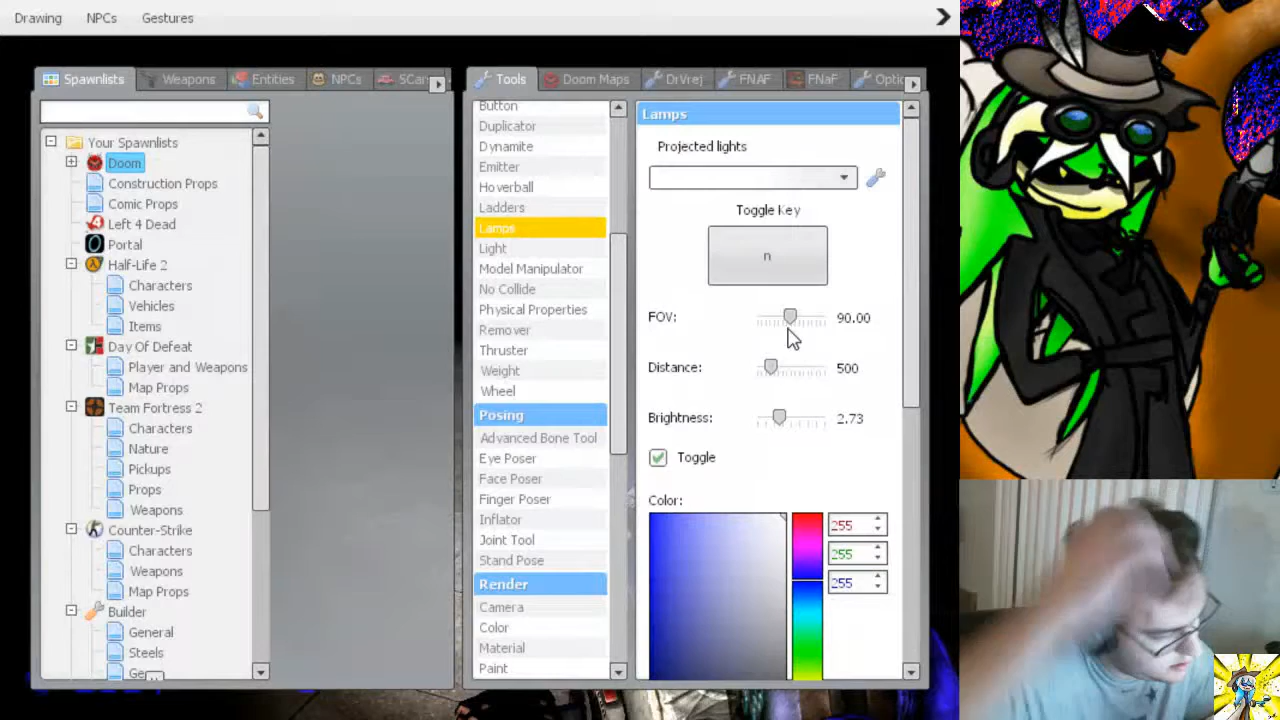 Drawing NPCs Gestures
Spawnlists Weapons Entities NPCs SCar
Your Spawnlists
Doom
Construction Props
Comic Props
Left 4 Dead
Portal
Half-Life 2
Characters
Vehicles
Items
Day Of Defeat
Player and Weapons
Map Props
Team Fortress 2
Characters
Nature
Pickups
Props
Weapons
Counter-Strike
Characters
Weapons
Map Props
Builder
General
Steels
Tools Doom Maps DrVrej FNAF FNaF Optio
Button
Duplicator
Dynamite
Emitter
Hoverball
Ladders
Lamps
Light
Model Manipulator
No Collide
Physical Properties
Remover
Thruster
Weight
Wheel
Posing
Advanced Bone Tool
Eye Poser
Face Poser
Finger Poser
Inflator
Joint Tool
Stand Pose
Render
Camera
Color
Material
Paint
Lamps
Projected lights
Toggle Key
n
FOV: 90.00
Distance: 500
Brightness: 2.73
Toggle
Color:
255
255
255